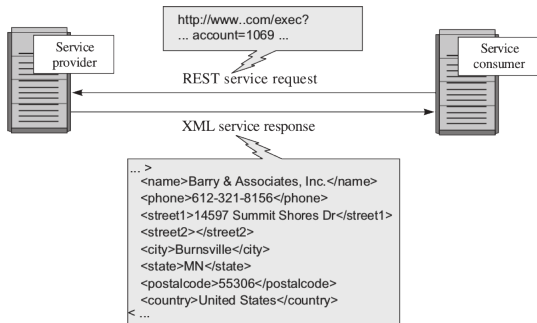 http://www..com/exec?
... account=1069 ...
Service
provider
Service
consumer
REST service request
XML service response
... >
<name>Barry & Associates, Inc.</name>
<phone>612-321-8156</phone>
<street1>14597 Summit Shores Dr</street1>
<street2></street2>
<city>Burnsville</city>
<state>MN</state>
<postalcode>55306</postalcode>
<country>United States</country>
< ...